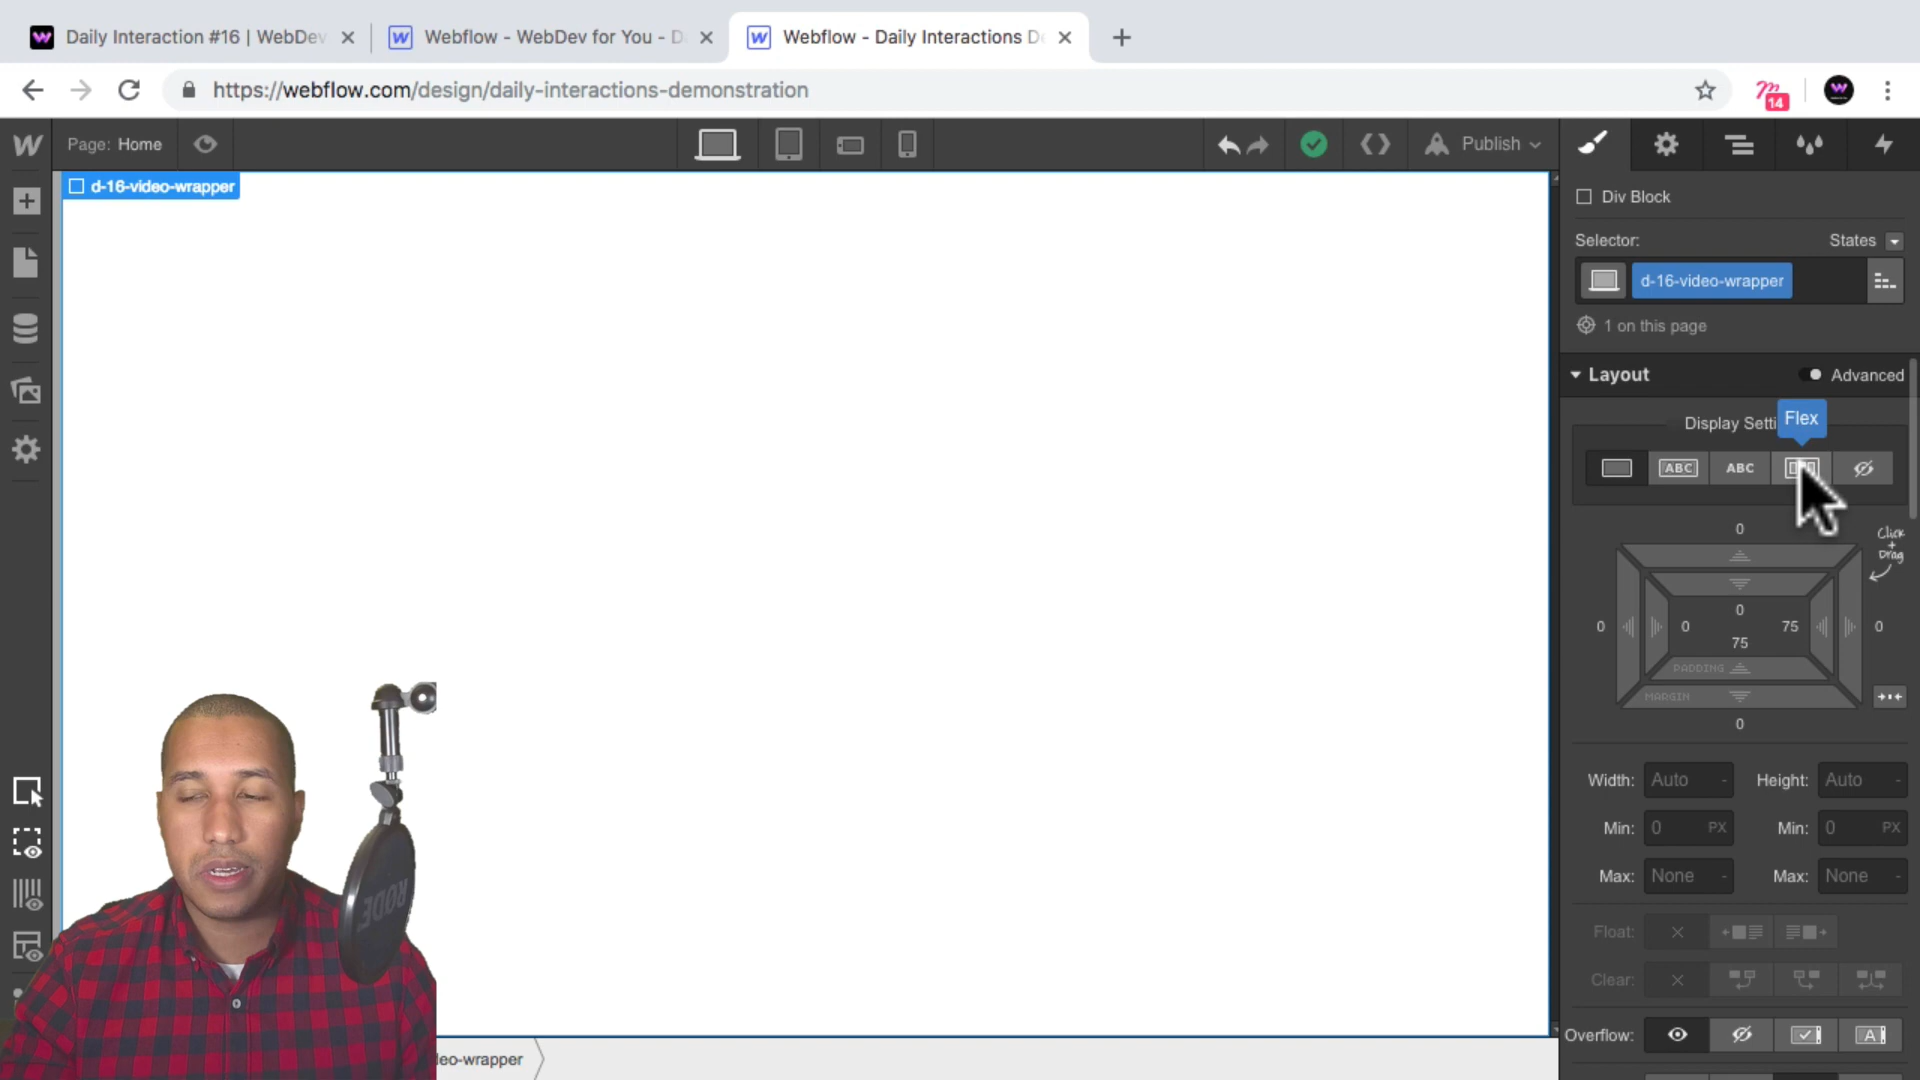 Daily Interaction #16 | WebDev
Webflow - WebDev for You - D
Webflow - Daily Interactions De
https://webflow.com/design/daily-interactions-demonstration
14
Page: Home
Publish
d-16-video-wrapper
Div Block
Selector:
States
d-16-video-wrapper
1 on this page
Layout
Advanced
Display Setti
Flex
ABC
ABC
Click + Drag
0
0
0
0
75
0
75
PADDING
MARGIN
0
Width: Auto -
Height: Auto -
Min: 0 PX
Min: 0 PX
Max: None -
Max: None -
Float:
Clear:
Overflow:
A
RODE
eo-wrapper